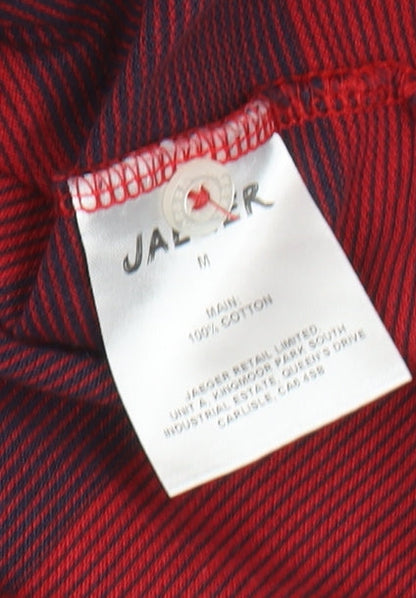 JAEGER
M
MAIN
100% COTTON
JAEGER RETAIL LIMITED
UNIT A, KINGMOOR PARK SOUTH
INDUSTRIAL ESTATE, QUEEN'S DRIVE
CARLISLE, CA6 4SB